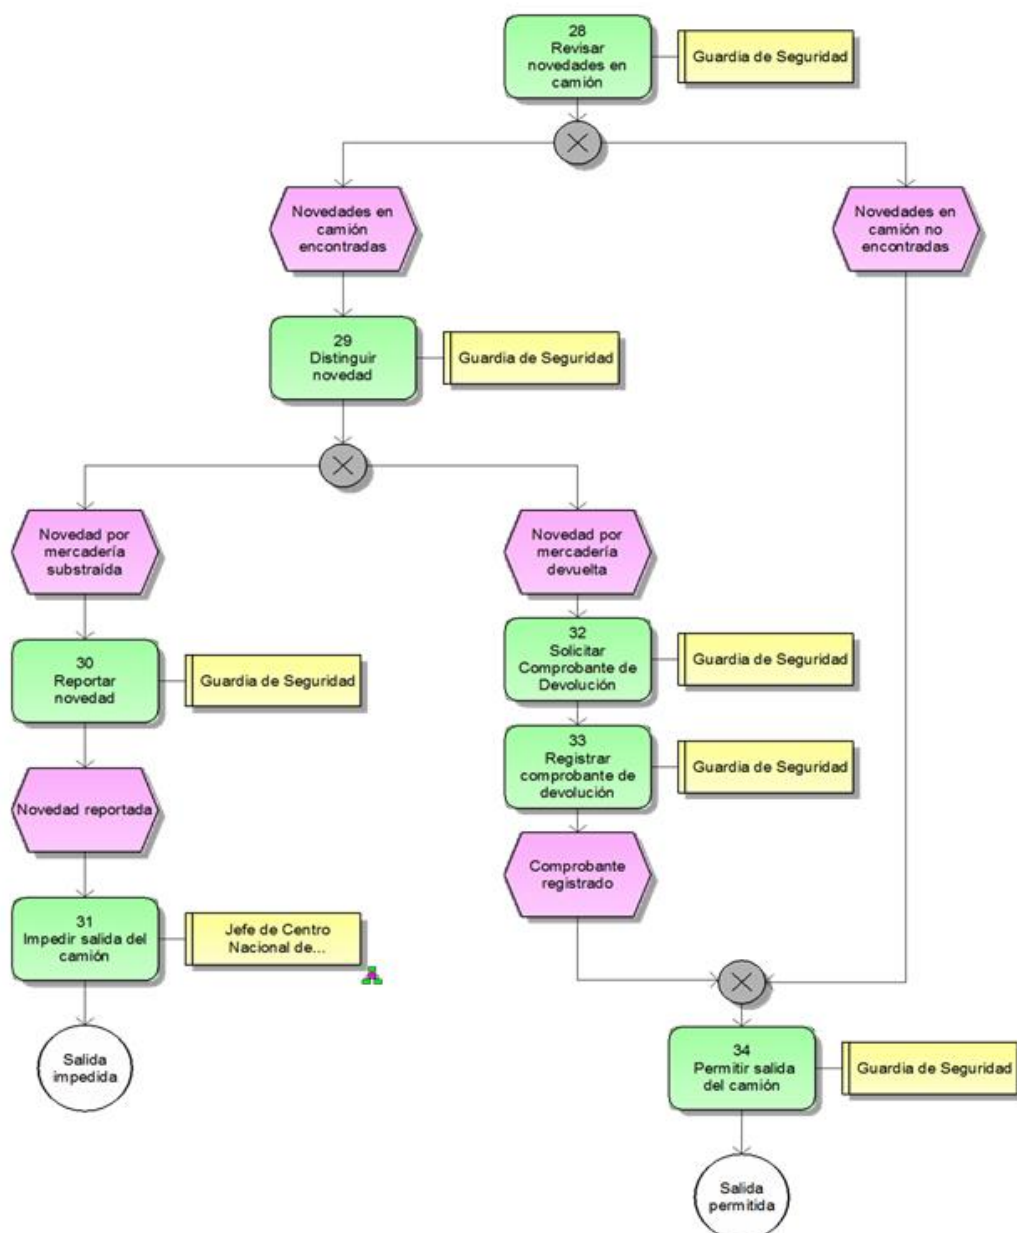 28
Revisar
novedades en
camión
Guardia de Seguridad
Novedades en
camión
encontradas
Novedades en
camión no
encontradas
29
Distinguir
novedad
Guardia de Seguridad
Novedad por
mercadería
substraída
Novedad por
mercadería
devuelta
30
Reportar
novedad
Guardia de Seguridad
32
Solicitar
Comprobante de
Devolución
Guardia de Seguridad
33
Registrar
comprobante de
devolución
Guardia de Seguridad
Novedad reportada
Comprobante
registrado
31
Impedir salida del
camión
Jefe de Centro
Nacional de...
Salida
impedida
34
Permitir salida
del camión
Guardia de Seguridad
Salida
permitida